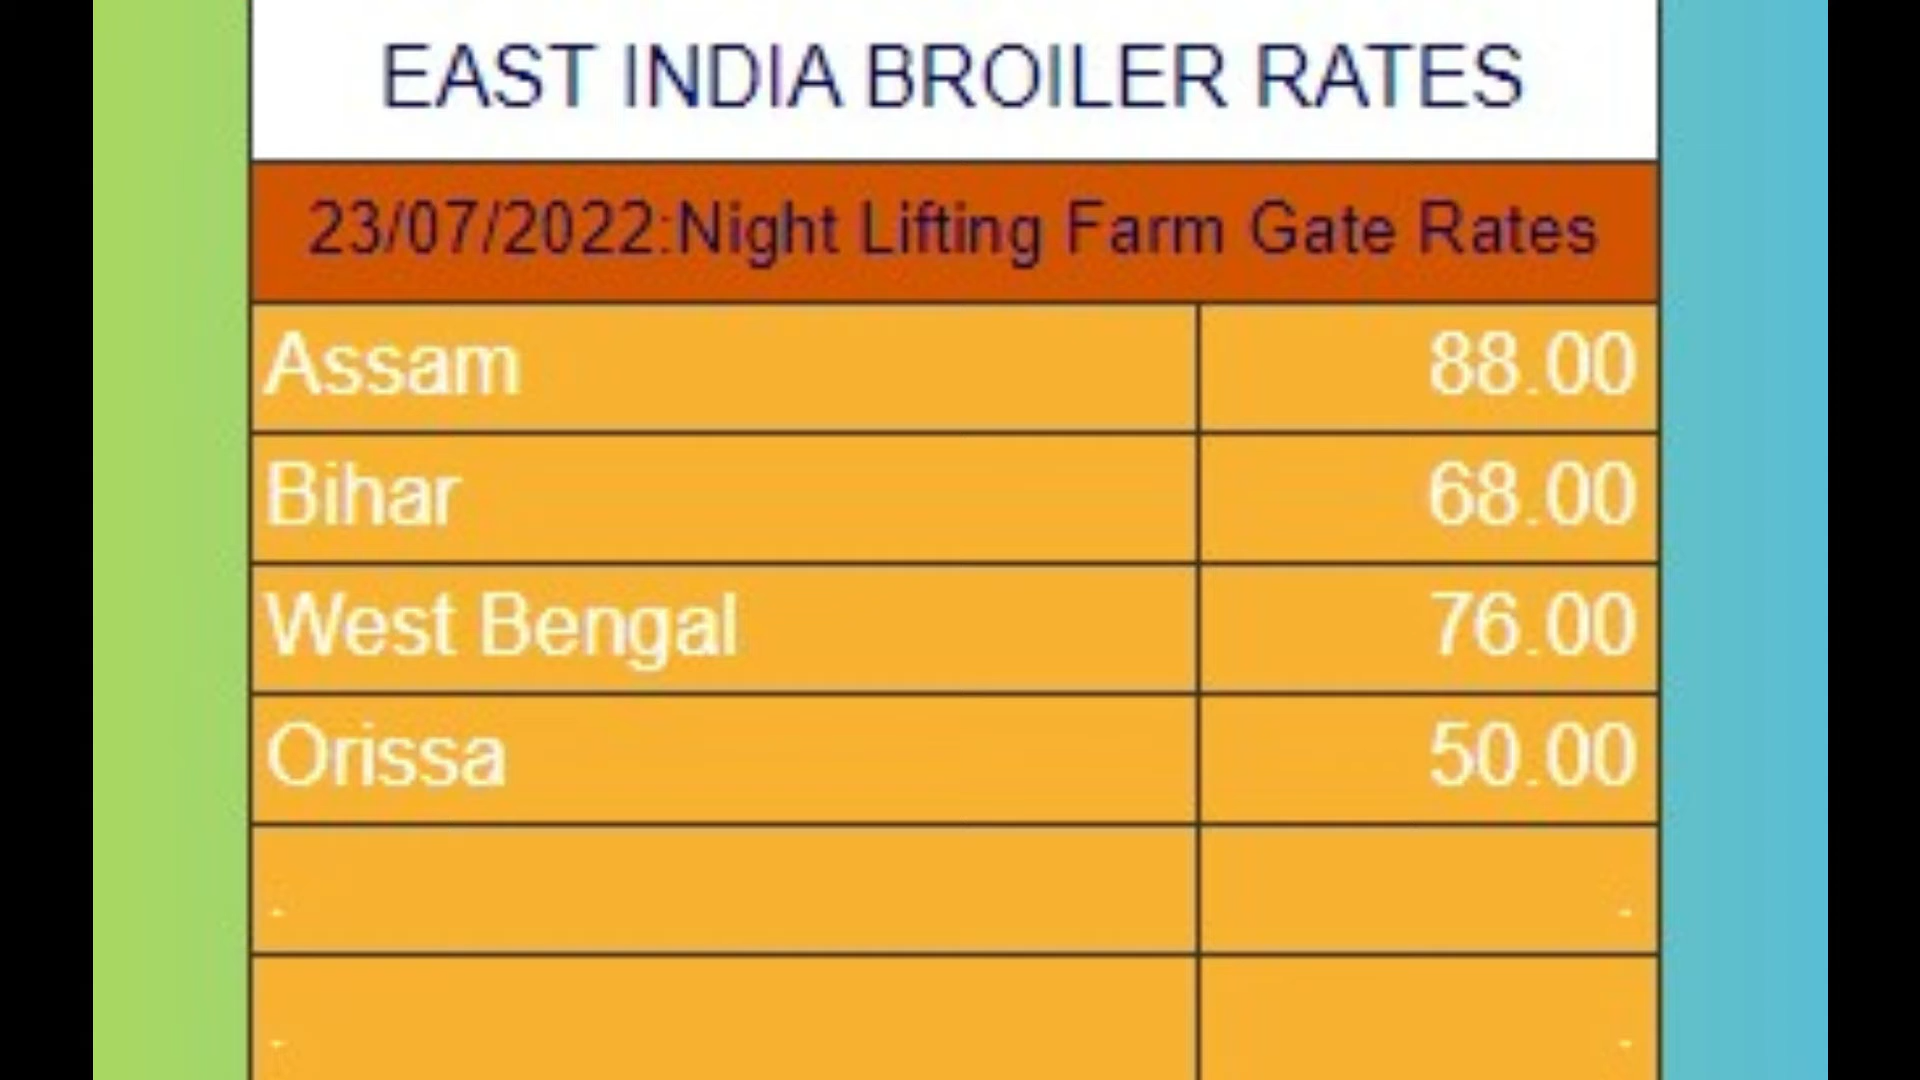 EAST INDIA BROILER RATES
23/07/2022:Night Lifting Farm Gate Rates
Assam 88.00
Bihar 68.00
West Bengal 76.00
Orissa 50.00
- -
- -